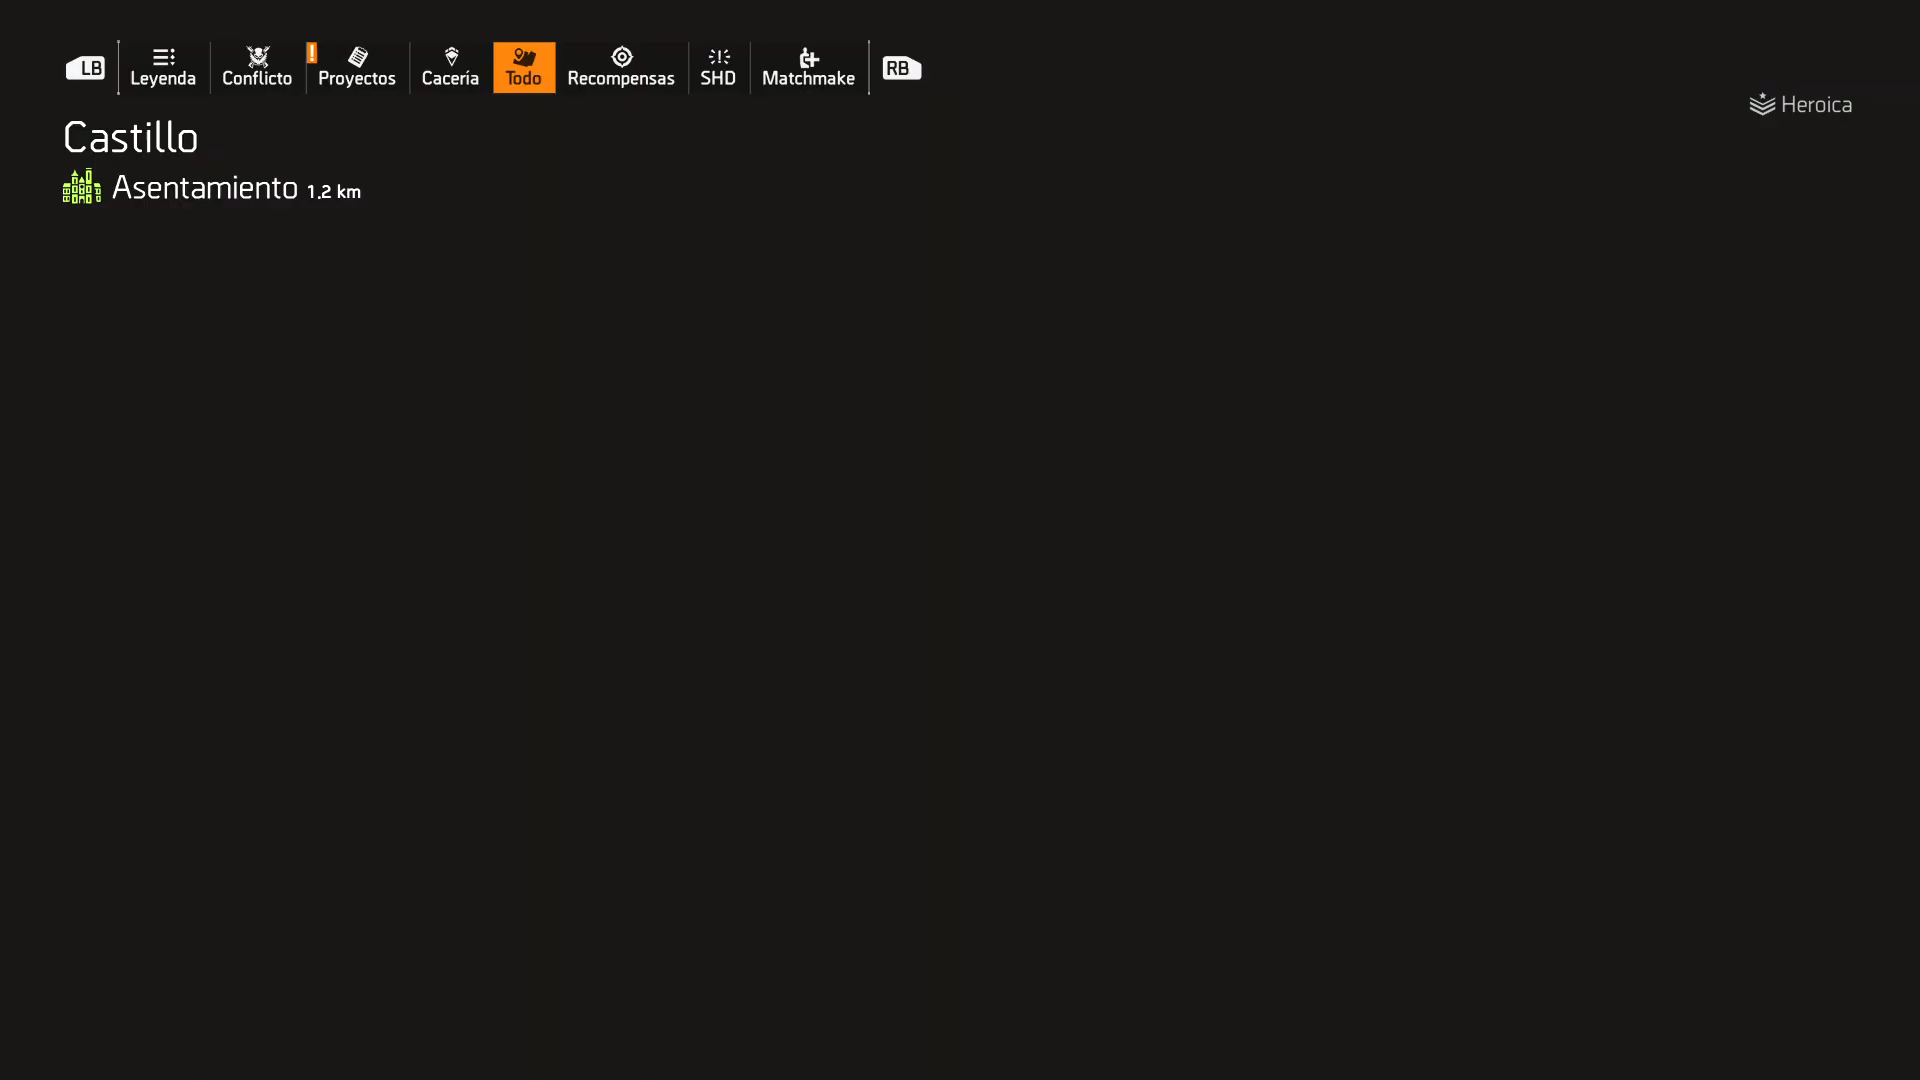 LB Leyenda Conflicto ! Proyectos Cacería Todo Recompensas SHD Matchmake RB
Heroica
Castillo
Asentamiento 1.2 km